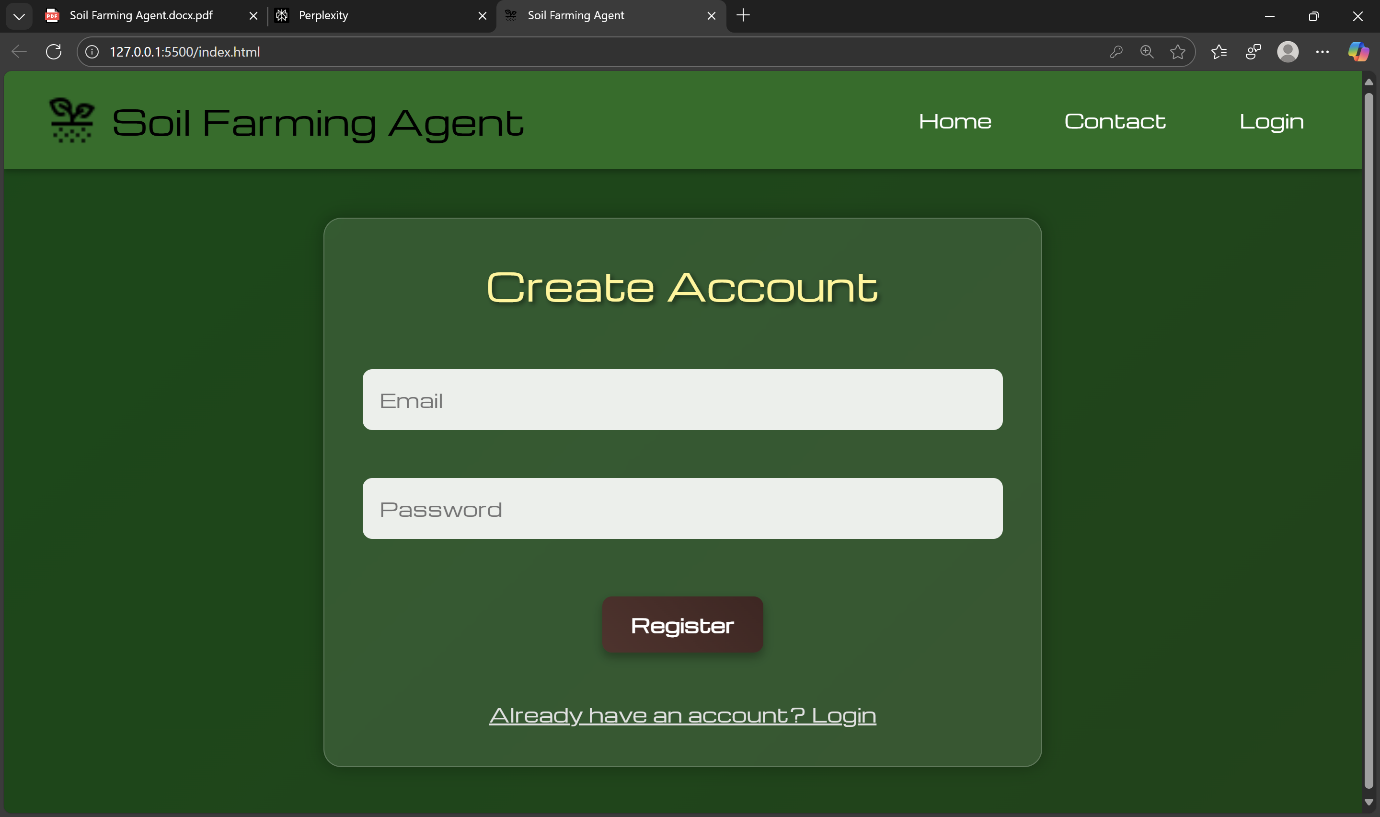 Soil Farming Agent.docx.pdf
Perplexity
Soil Farming Agent
127.0.0.1:5500/index.html
Soil Farming Agent
Home
Contact
Login
Create Account
Email
Password
Register
Already have an account? Login